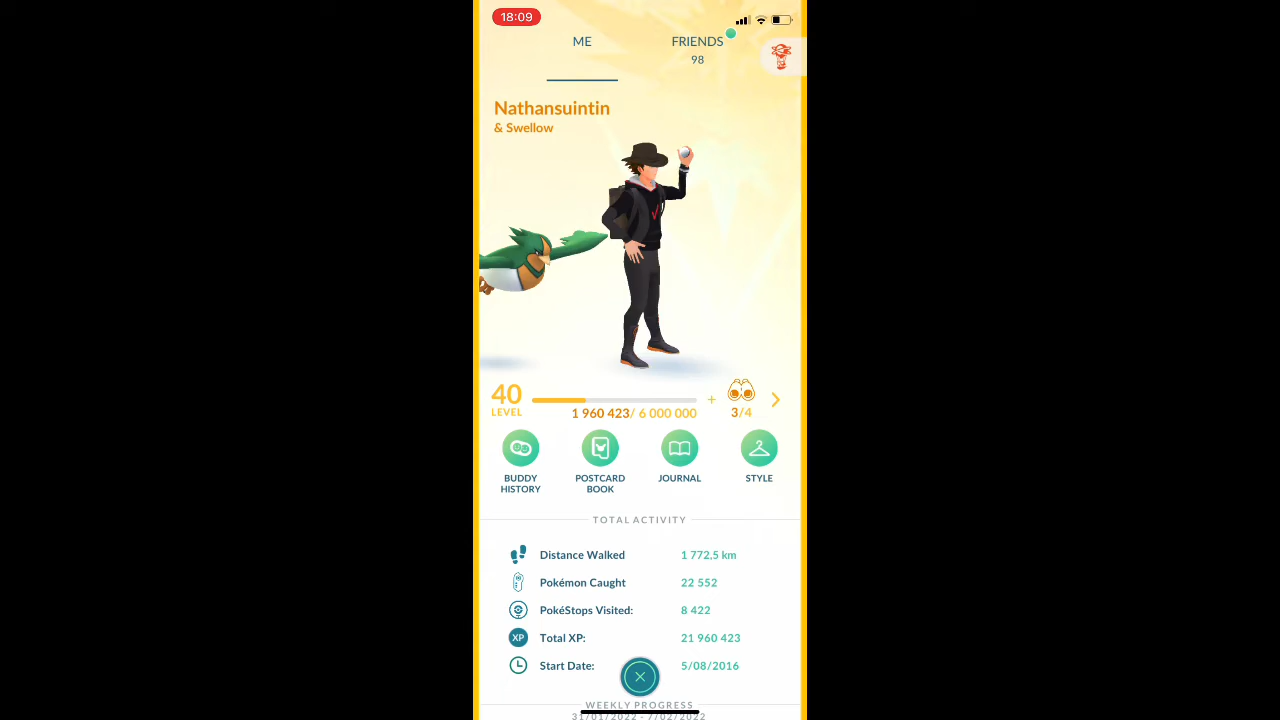 18:09
ME
FRIENDS
98
Nathansuintin
& Swellow
40
LEVEL
1 960 423/ 6 000 000
+
3/4
BUDDY
HISTORY
POSTCARD
BOOK
JOURNAL
STYLE
TOTAL ACTIVITY
Distance Walked 1 772,5 km
Pokémon Caught 22 552
PokéStops Visited: 8 422
XP Total XP: 21 960 423
Start Date: 5/08/2016
WEEKLY PROGRESS
31/01/2022 - 7/02/2022